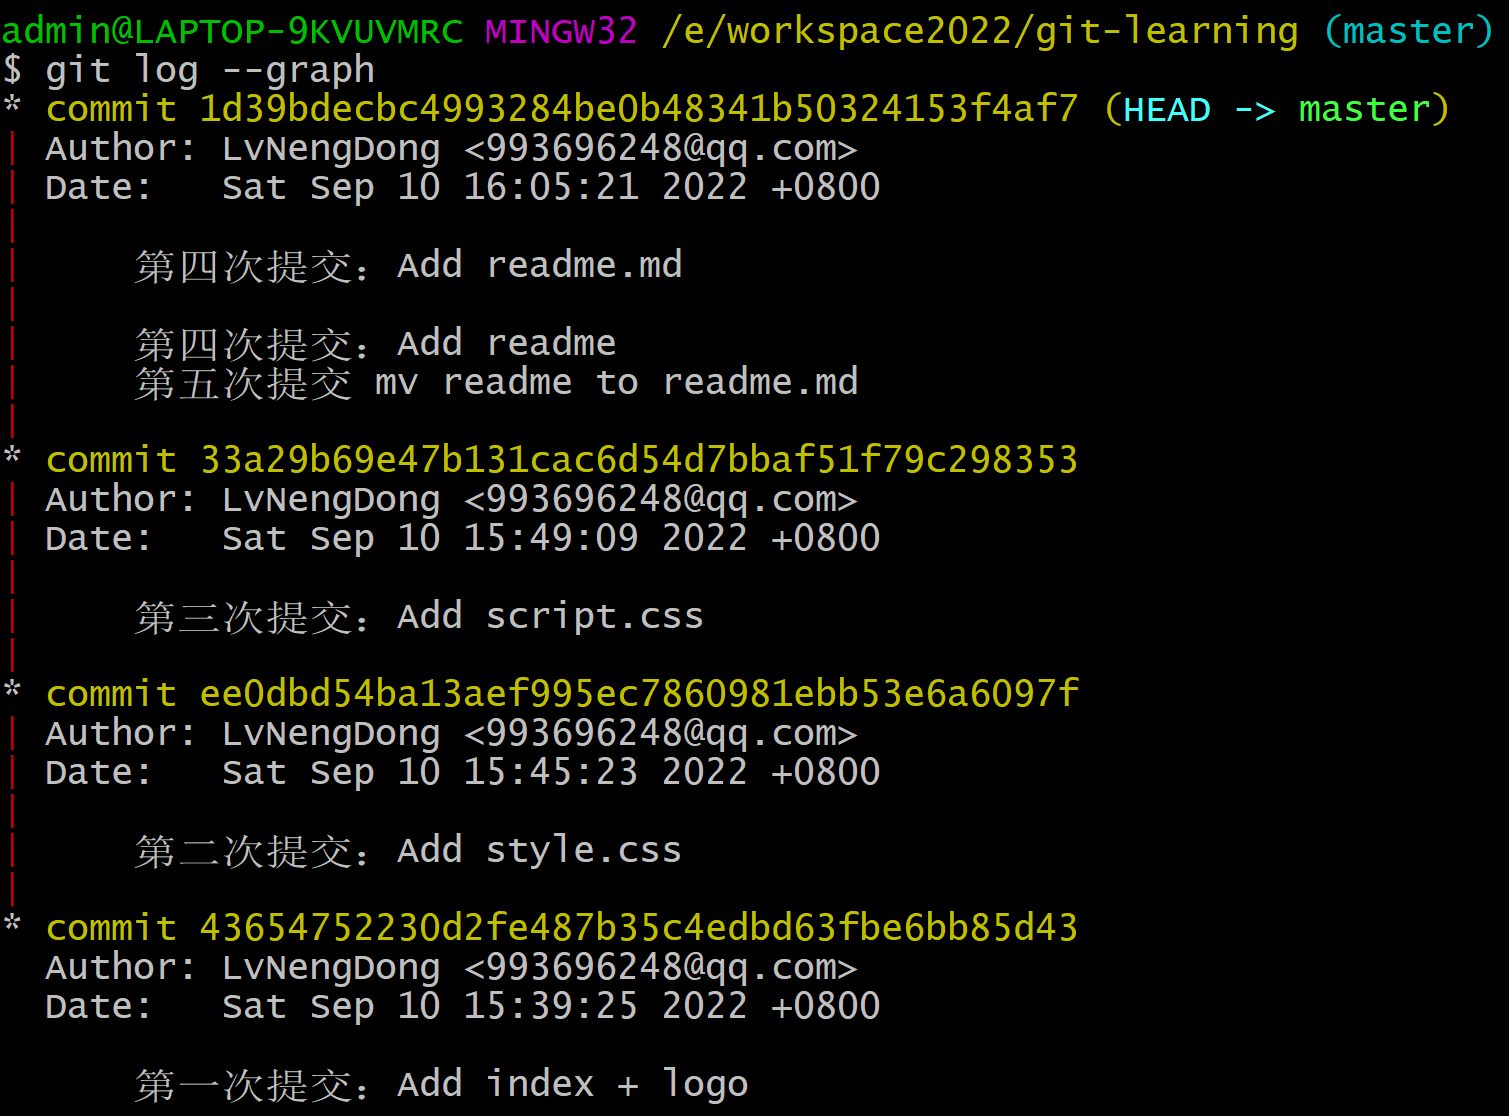 admin@LAPTOP-9KVUVMRC MINGW32 /e/workspace2022/git-learning (master)
$ git log --graph
* commit 1d39bdecbc4993284be0b48341b50324153f4af7 (HEAD -> master)
| Author: LvNengDong <993696248@qq.com>
| Date:   Sat Sep 10 16:05:21 2022 +0800
|
|     第四次提交：Add readme.md
|
|     第四次提交：Add readme
|     第五次提交 mv readme to readme.md
|
* commit 33a29b69e47b131cac6d54d7bbaf51f79c298353
| Author: LvNengDong <993696248@qq.com>
| Date:   Sat Sep 10 15:49:09 2022 +0800
|
|     第三次提交：Add script.css
|
* commit ee0dbd54ba13aef995ec7860981ebb53e6a6097f
| Author: LvNengDong <993696248@qq.com>
| Date:   Sat Sep 10 15:45:23 2022 +0800
|
|     第二次提交：Add style.css
|
* commit 43654752230d2fe487b35c4edbd63fbe6bb85d43
  Author: LvNengDong <993696248@qq.com>
  Date:   Sat Sep 10 15:39:25 2022 +0800

      第一次提交：Add index + logo